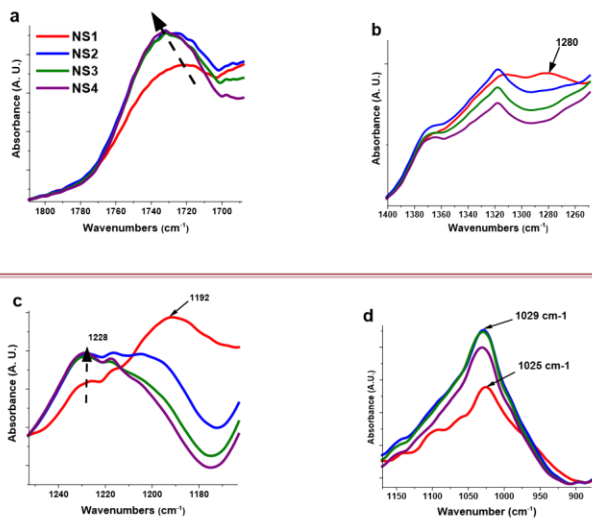 a
NS1
NS2
NS3
NS4
Absorbance (A. U.)
1800 1780 1760 1740 1720 1700
Wavenumbers (cm-1)
b
1280
Absorbance (A. U.)
1400 1380 1360 1340 1320 1300 1280 1260
Wavenumbers (cm-1)
c
1192
1228
Absorbance (A. U.)
1240 1220 1200 1180
Wavenumbers (cm-1)
d
1029 cm-1
1025 cm-1
Absorbance (A.U.)
1150 1100 1050 1000 950 900
Wavenumber (cm-1)